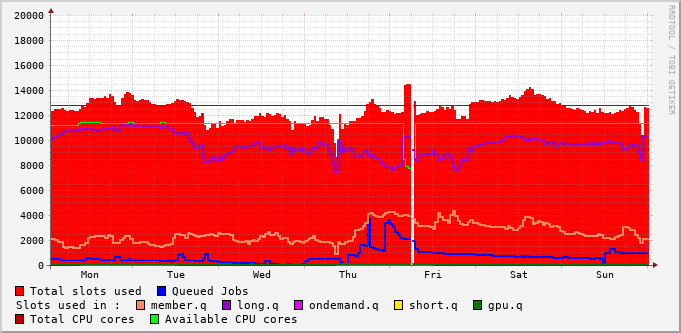 20000
18000
16000
14000
12000
10000
8000
6000
4000
2000
0
Mon Tue Wed Thu Fri Sat Sun
RRDTOOL / TOBI OETIKER
Total slots used Queued Jobs
Slots used in : member.q long.q ondemand.q short.q gpu.q
Total CPU cores Available CPU cores